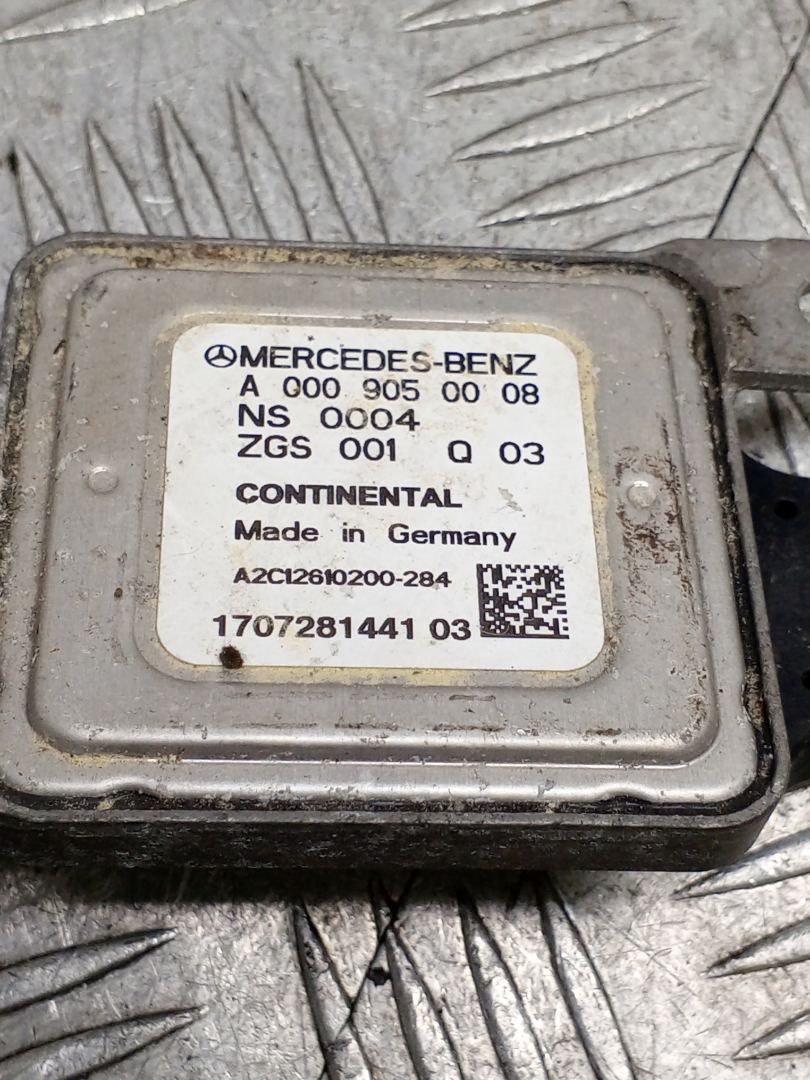 MERCEDES-BENZ
A 000 905 00 08
NS 0004
ZGS 001 Q 03
CONTINENTAL
Made in Germany
A2C12610200-284
1707281441 03